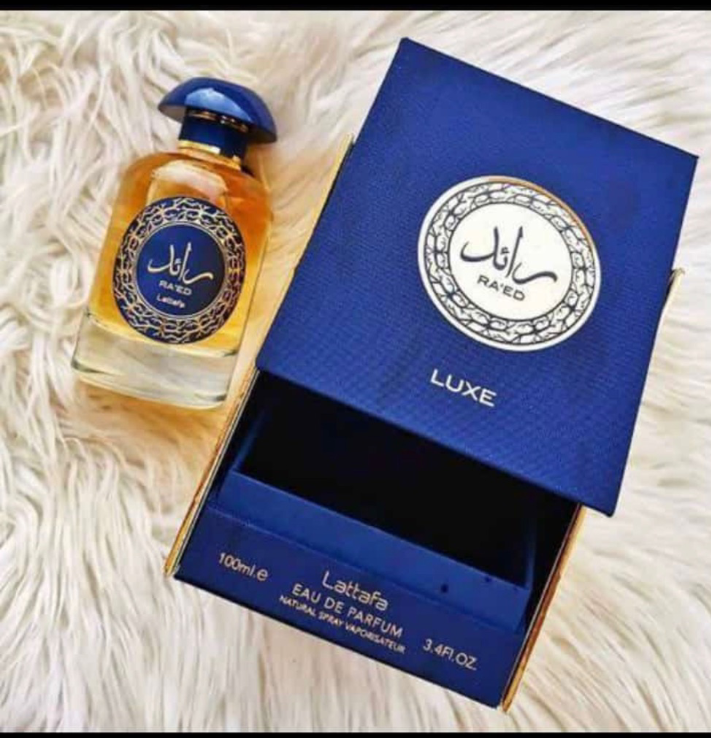 رائد
RA'ED
Lattafa
رائد
RA'ED
LUXE
100ml.e
Lattafa
EAU DE PARFUM
NATURAL SPRAY VAPORISATEUR
3.4Fl.OZ.